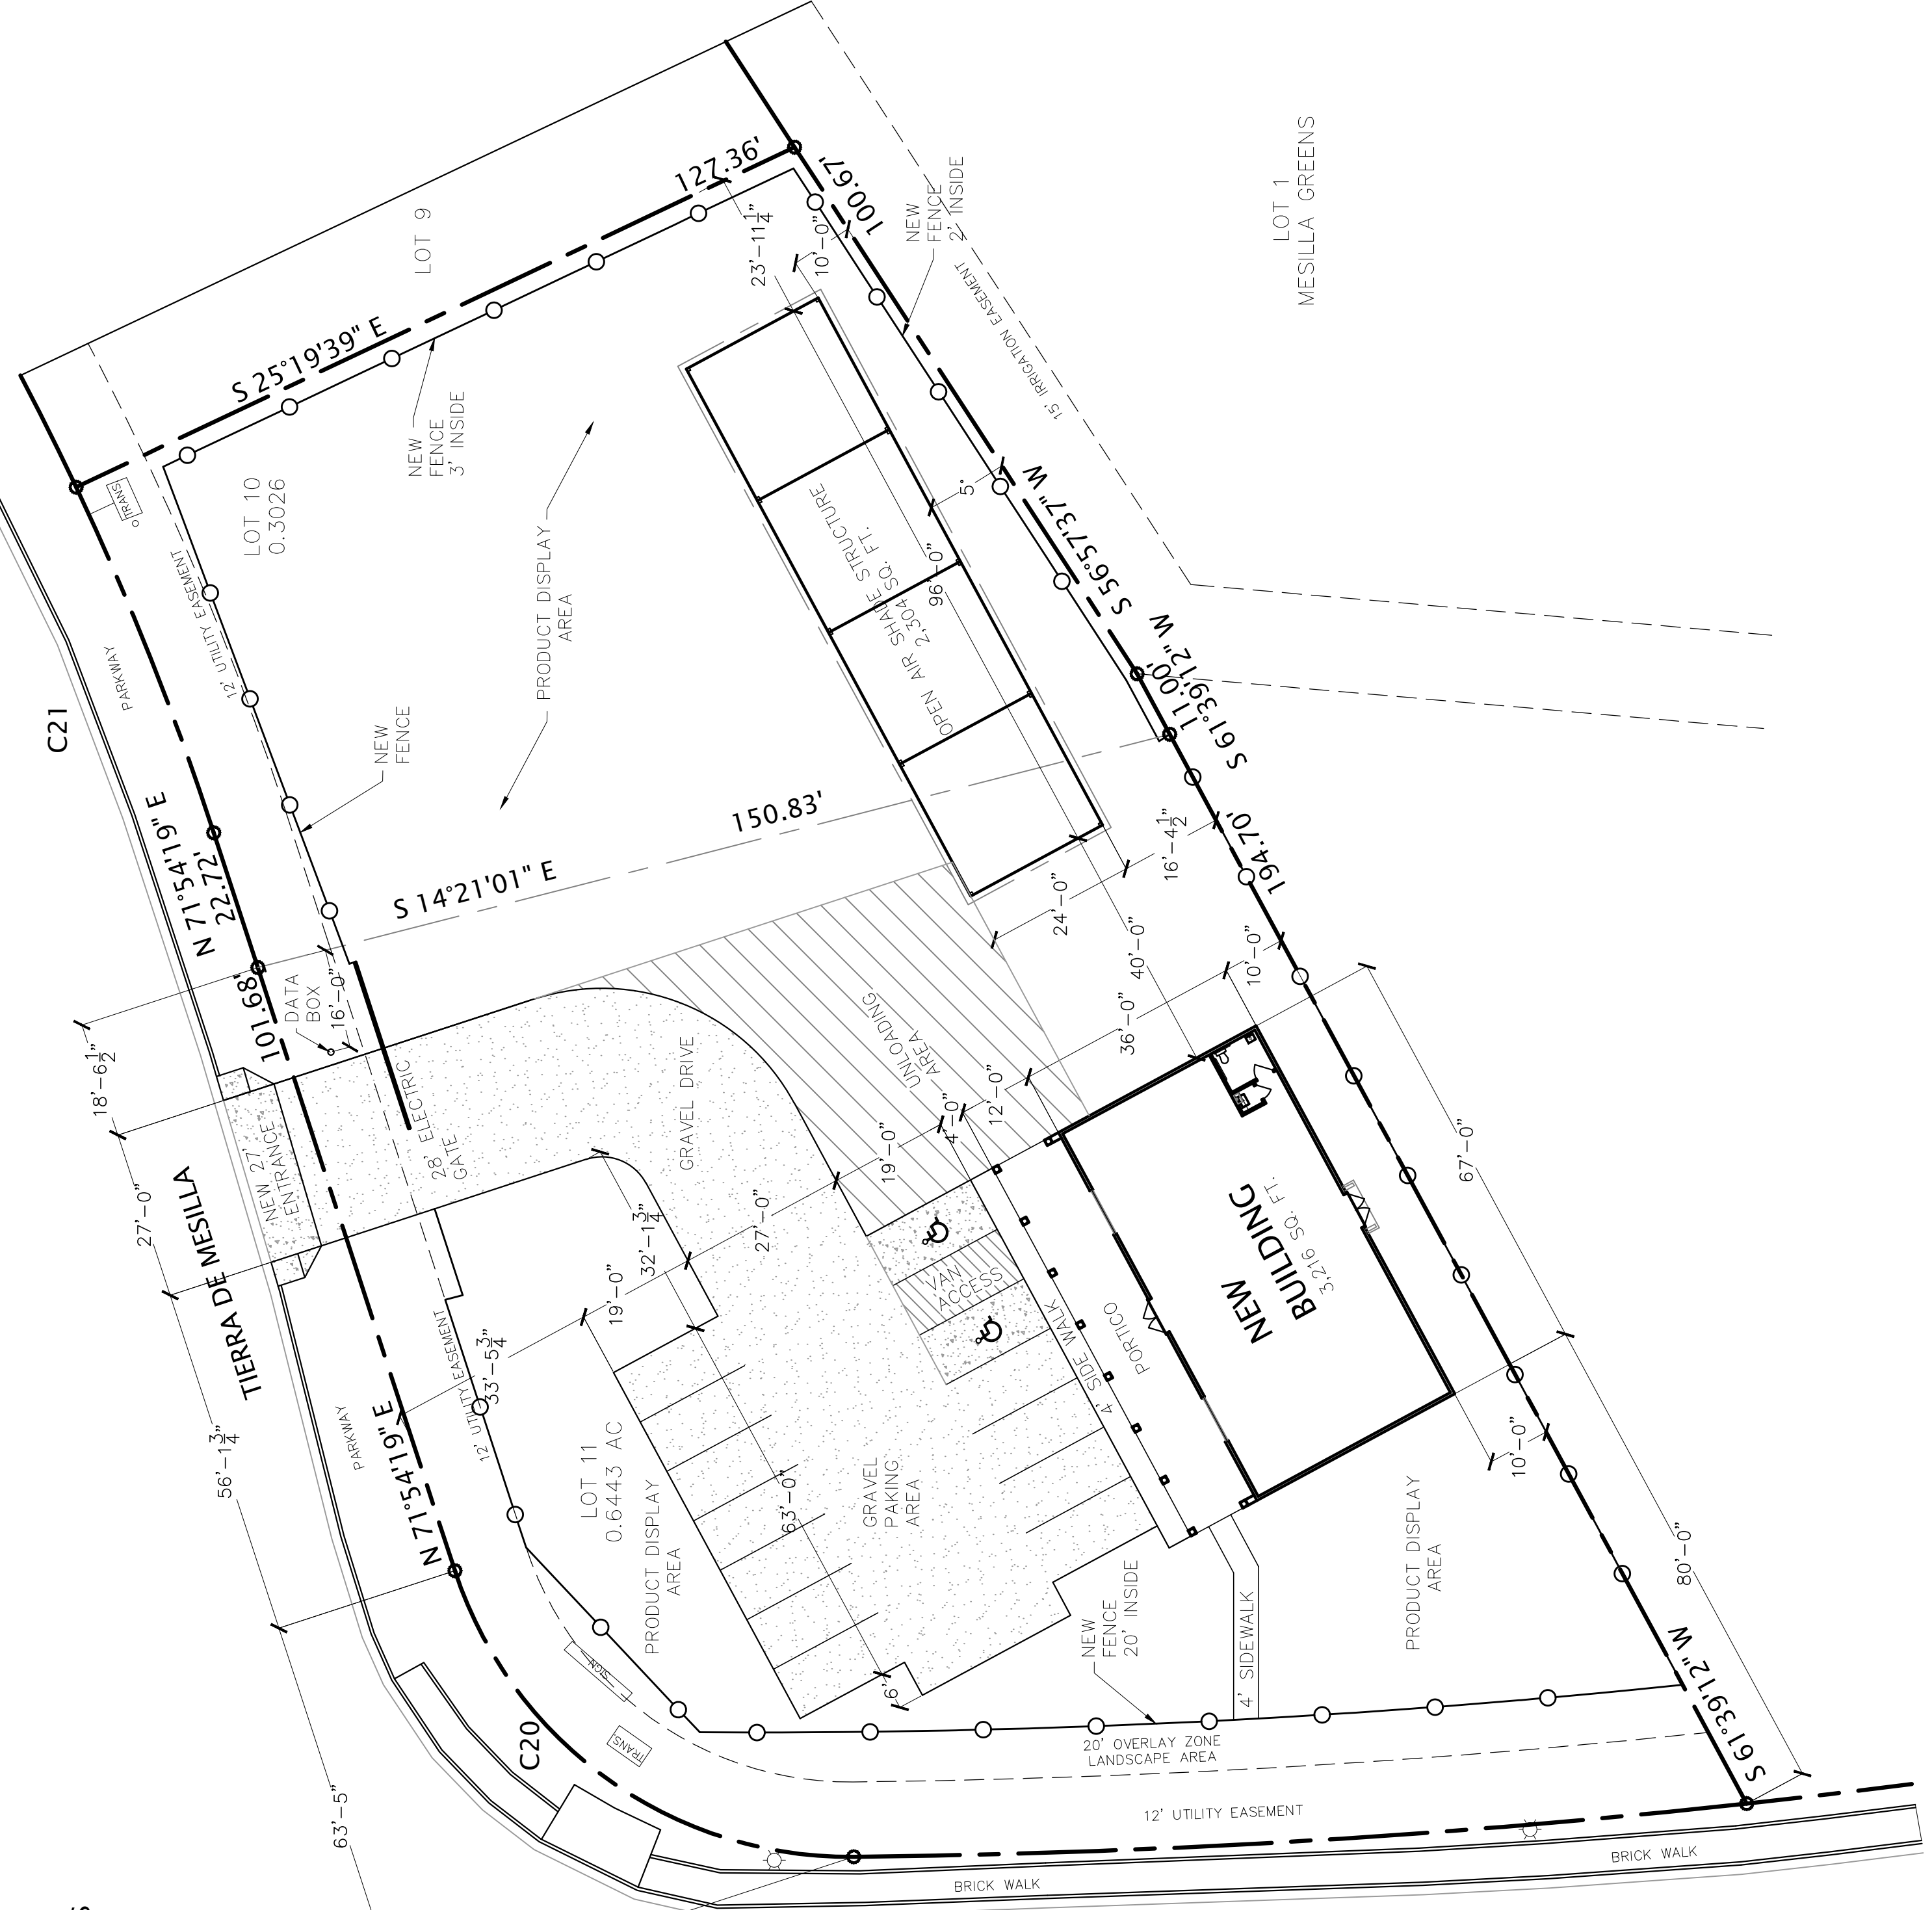 127.36'
100.67'
LOT 9
S 25°19'39" E
23'-11 1/4"
10'-0"
NEW
FENCE
2' INSIDE
LOT 1
MESILLA GREENS
15' IRRIGATION EASEMENT
NEW
FENCE
3' INSIDE
TRANS
LOT 10
0.3026
12' UTILITY EASEMENT
PARKWAY
C21
PRODUCT DISPLAY
AREA
OPEN AIR SHADE STRUCTURE
2,304 SQ. FT.
96'-0"
5°
S 56°57'37" W
11.00'
S 61°39'12" W
NEW
FENCE
N 71°54'19" E
22.72'
150.83'
S 14°21'01" E
16'-4 1/2"
194.70'
24'-0"
40'-0"
10'-0"
36'-0"
101.68'
DATA
BOX
16'-0"
18'-6 1/2"
28' ELECTRIC
GATE
GRAVEL DRIVE
UNLOADING
AREA
12'-0"
4'-0"
19'-0"
27'-0"
NEW 27'
ENTRANCE
TIERRA DE MESILLA
27'-0"
32'-1 3/4"
19'-0"
67'-0"
NEW
BUILDING
3,216 SQ. FT.
VAN
ACCESS
PORTICO
4' SIDE WALK
33'-5 3/4"
12' UTILITY EASEMENT
PARKWAY
N 71°54'19" E
56'-1 3/4"
LOT 11
0.6443 AC
PRODUCT DISPLAY
AREA
63'-0"
GRAVEL
PAKING
AREA
10'-0"
80'-0"
PRODUCT DISPLAY
AREA
NEW
FENCE
20' INSIDE
4' SIDEWALK
6'
SIGN
TRANS
C20
20' OVERLAY ZONE
LANDSCAPE AREA
S 61°39'12" W
12' UTILITY EASEMENT
63'-5"
BRICK WALK
BRICK WALK